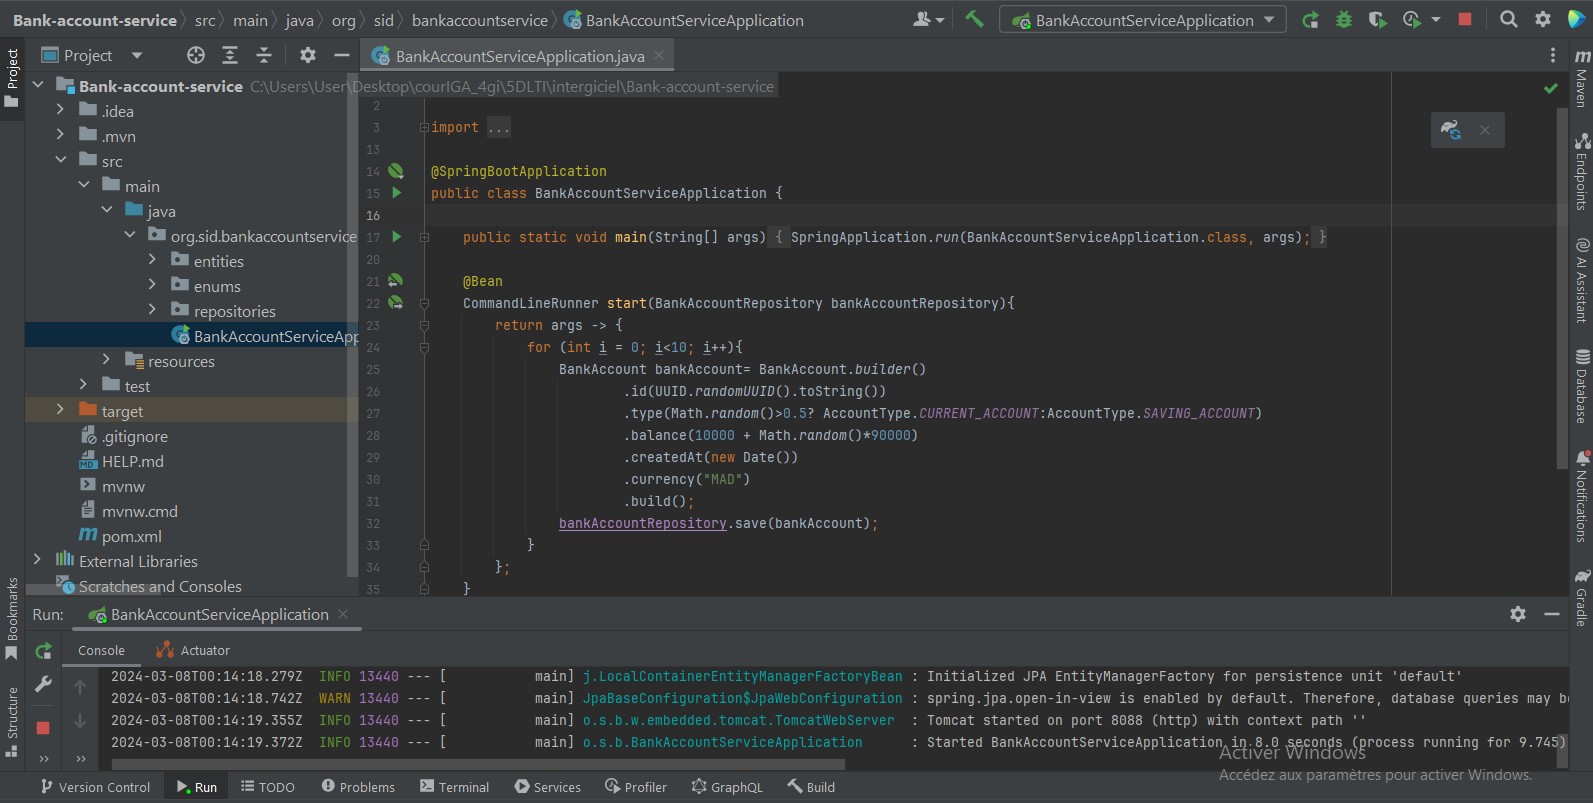 Bank-account-service > src > main > java > org > sid > bankaccountservice > BankAccountServiceApplication
BankAccountServiceApplication
Project
BankAccountServiceApplication.java
Bank-account-service C:\Users\User\Desktop\courIGA_4gi\5DLTI\intergiciel\Bank-account-service
.idea
.mvn
src
main
java
org.sid.bankaccountservice
entities
enums
repositories
BankAccountServiceApp
resources
test
target
.gitignore
HELP.md
mvnw
mvnw.cmd
pom.xml
External Libraries
Scratches and Consoles
2
3 import ...
13
14 @SpringBootApplication
15 public class BankAccountServiceApplication {
16
17 public static void main(String[] args) { SpringApplication.run(BankAccountServiceApplication.class, args); }
20
21 @Bean
22 CommandLineRunner start(BankAccountRepository bankAccountRepository){
23 return args -> {
24 for (int i = 0; i<10; i++){
25 BankAccount bankAccount= BankAccount.builder()
26 .id(UUID.randomUUID().toString())
27 .type(Math.random()>0.5? AccountType.CURRENT_ACCOUNT:AccountType.SAVING_ACCOUNT)
28 .balance(10000 + Math.random()*90000)
29 .createdAt(new Date())
30 .currency("MAD")
31 .build();
32 bankAccountRepository.save(bankAccount);
33 }
34 };
35 }
Project
Bookmarks
Structure
Maven
Endpoints
AI Assistant
Database
Notifications
Gradle
Run: BankAccountServiceApplication
Console Actuator
2024-03-08T00:14:18.279Z INFO 13440 --- [ main] j.LocalContainerEntityManagerFactoryBean : Initialized JPA EntityManagerFactory for persistence unit 'default'
2024-03-08T00:14:18.742Z WARN 13440 --- [ main] JpaBaseConfiguration$JpaWebConfiguration : spring.jpa.open-in-view is enabled by default. Therefore, database queries may be
2024-03-08T00:14:19.355Z INFO 13440 --- [ main] o.s.b.w.embedded.tomcat.TomcatWebServer : Tomcat started on port 8088 (http) with context path ''
2024-03-08T00:14:19.372Z INFO 13440 --- [ main] o.s.b.BankAccountServiceApplication : Started BankAccountServiceApplication in 8.0 seconds (process running for 9.745)
Activer Windows
Accédez aux paramètres pour activer Windows.
Version Control Run TODO Problems Terminal Services Profiler GraphQL Build